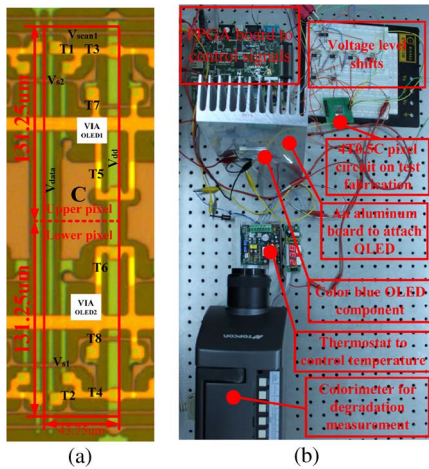 Vscan1
T1 T3
Vs2
131.25um
T7
VIA
OLED1
Vdd
T5
Vdata
C
Upper pixel
Lower pixel
T6
131.25um
VIA
OLED2
T8
Vs1
T2 T4
(a)
FPGA board to
control signals
Voltage level
shifts
4T0.5C pixel
circuit on test
fabrication
An aluminum
board to attach
OLED
Color blue OLED
component
Thermostat to
control temperature
TOPCON
Colorimeter for
degradation
measurement
(b)